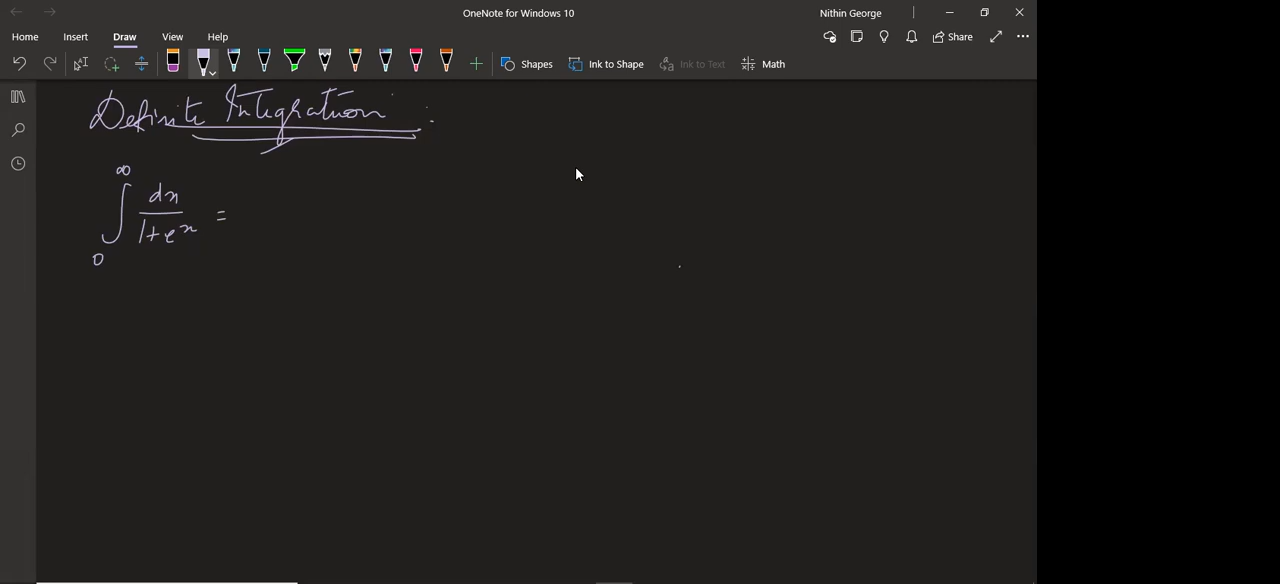 OneNote for Windows 10
Nithin George
Home Insert Draw View Help
Share
Shapes Ink to Shape Ink to Text Math
Definite Integration :
∞
∫ dx
1+e^x =
0